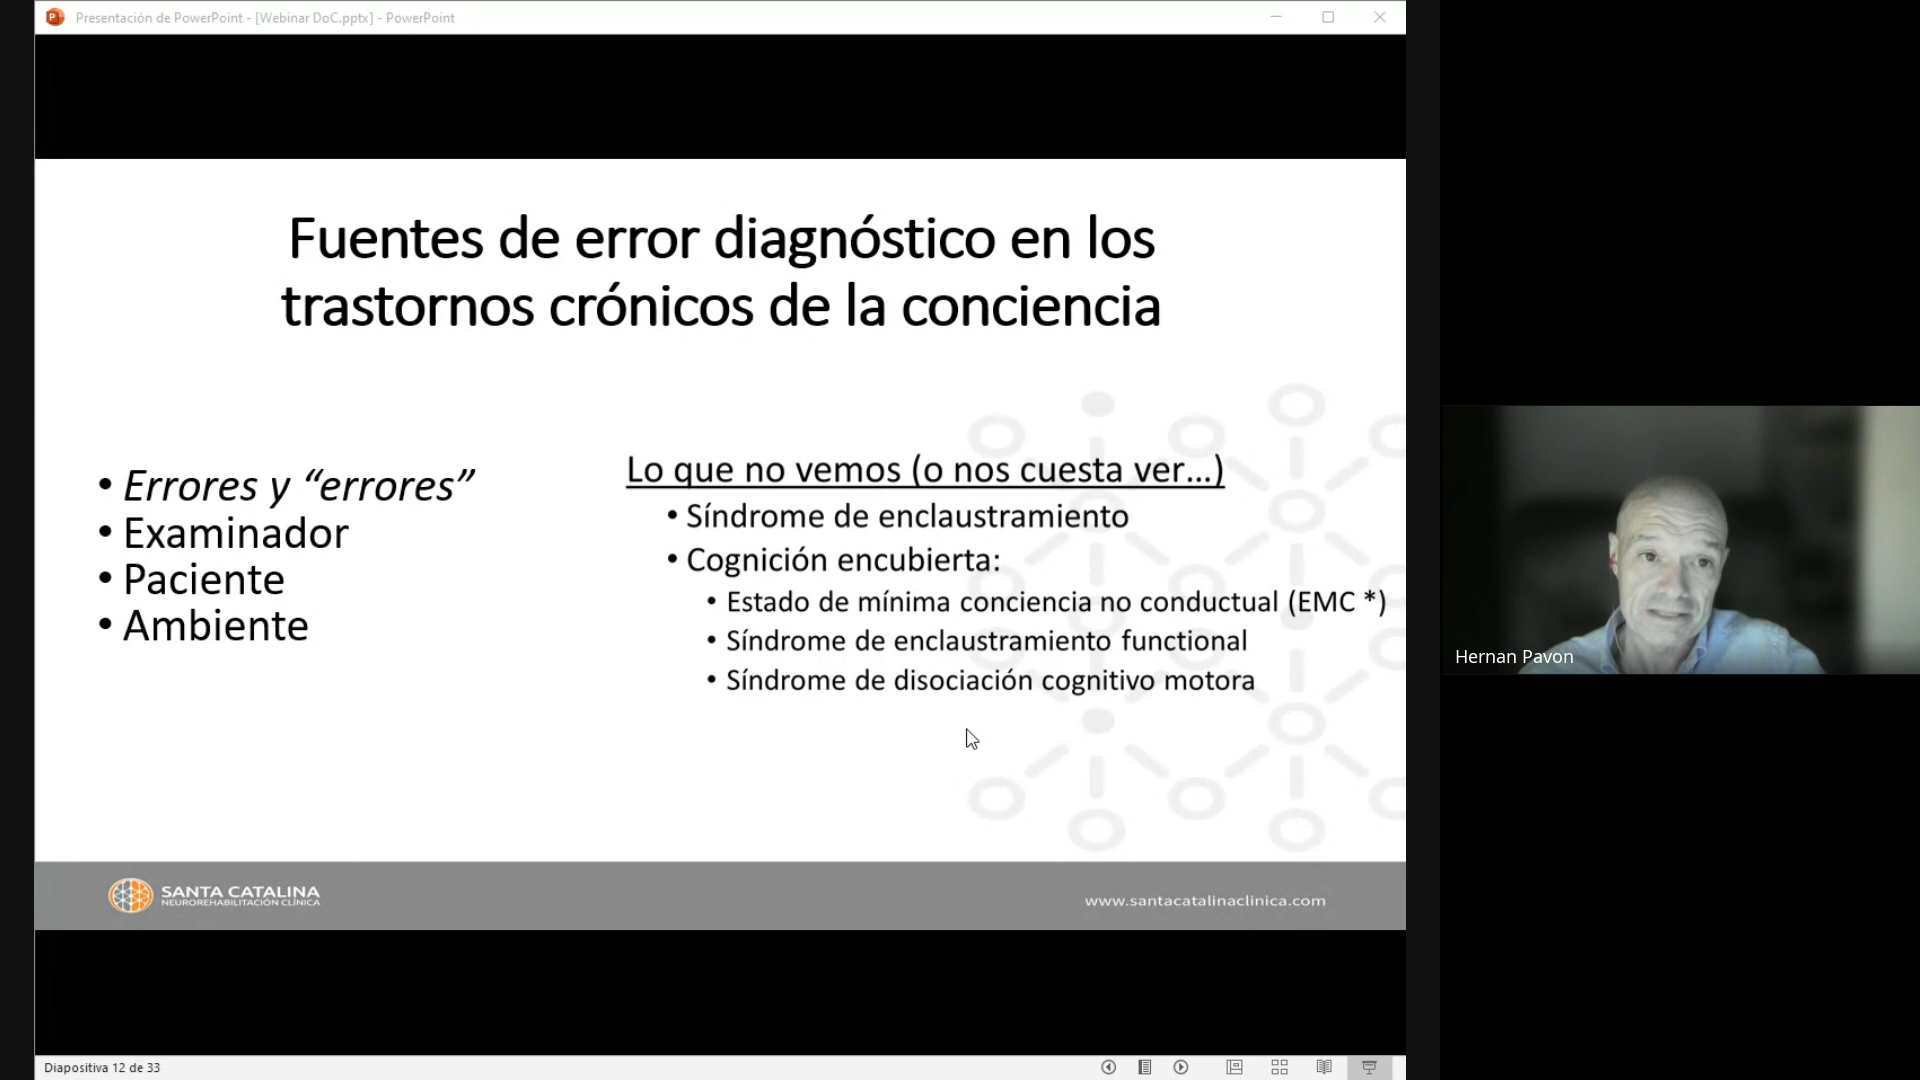 Presentación de PowerPoint - [Webinar DoC.pptx] - PowerPoint
Fuentes de error diagnóstico en los
trastornos crónicos de la conciencia
• Errores y “errores”
• Examinador
• Paciente
• Ambiente
Lo que no vemos (o nos cuesta ver...)
• Síndrome de enclaustramiento
• Cognición encubierta:
• Estado de mínima conciencia no conductual (EMC *)
• Síndrome de enclaustramiento functional
• Síndrome de disociación cognitivo motora
Hernan Pavon
SANTA CATALINA
NEUROREHABILITACIÓN CLÍNICA
www.santacatalinaclinica.com
Diapositiva 12 de 33